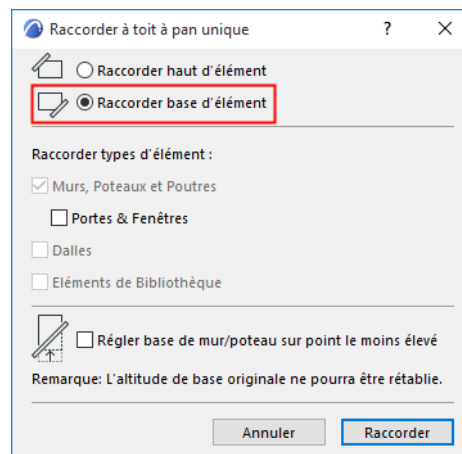 Raccorder à toit à pan unique ? ×
Raccorder haut d'élément
Raccorder base d'élément
Raccorder types d'élément :
Murs, Poteaux et Poutres
Portes & Fenêtres
Dalles
Eléments de Bibliothèque
Régler base de mur/poteau sur point le moins élevé
Remarque: L'altitude de base originale ne pourra être rétablie.
Annuler Raccorder